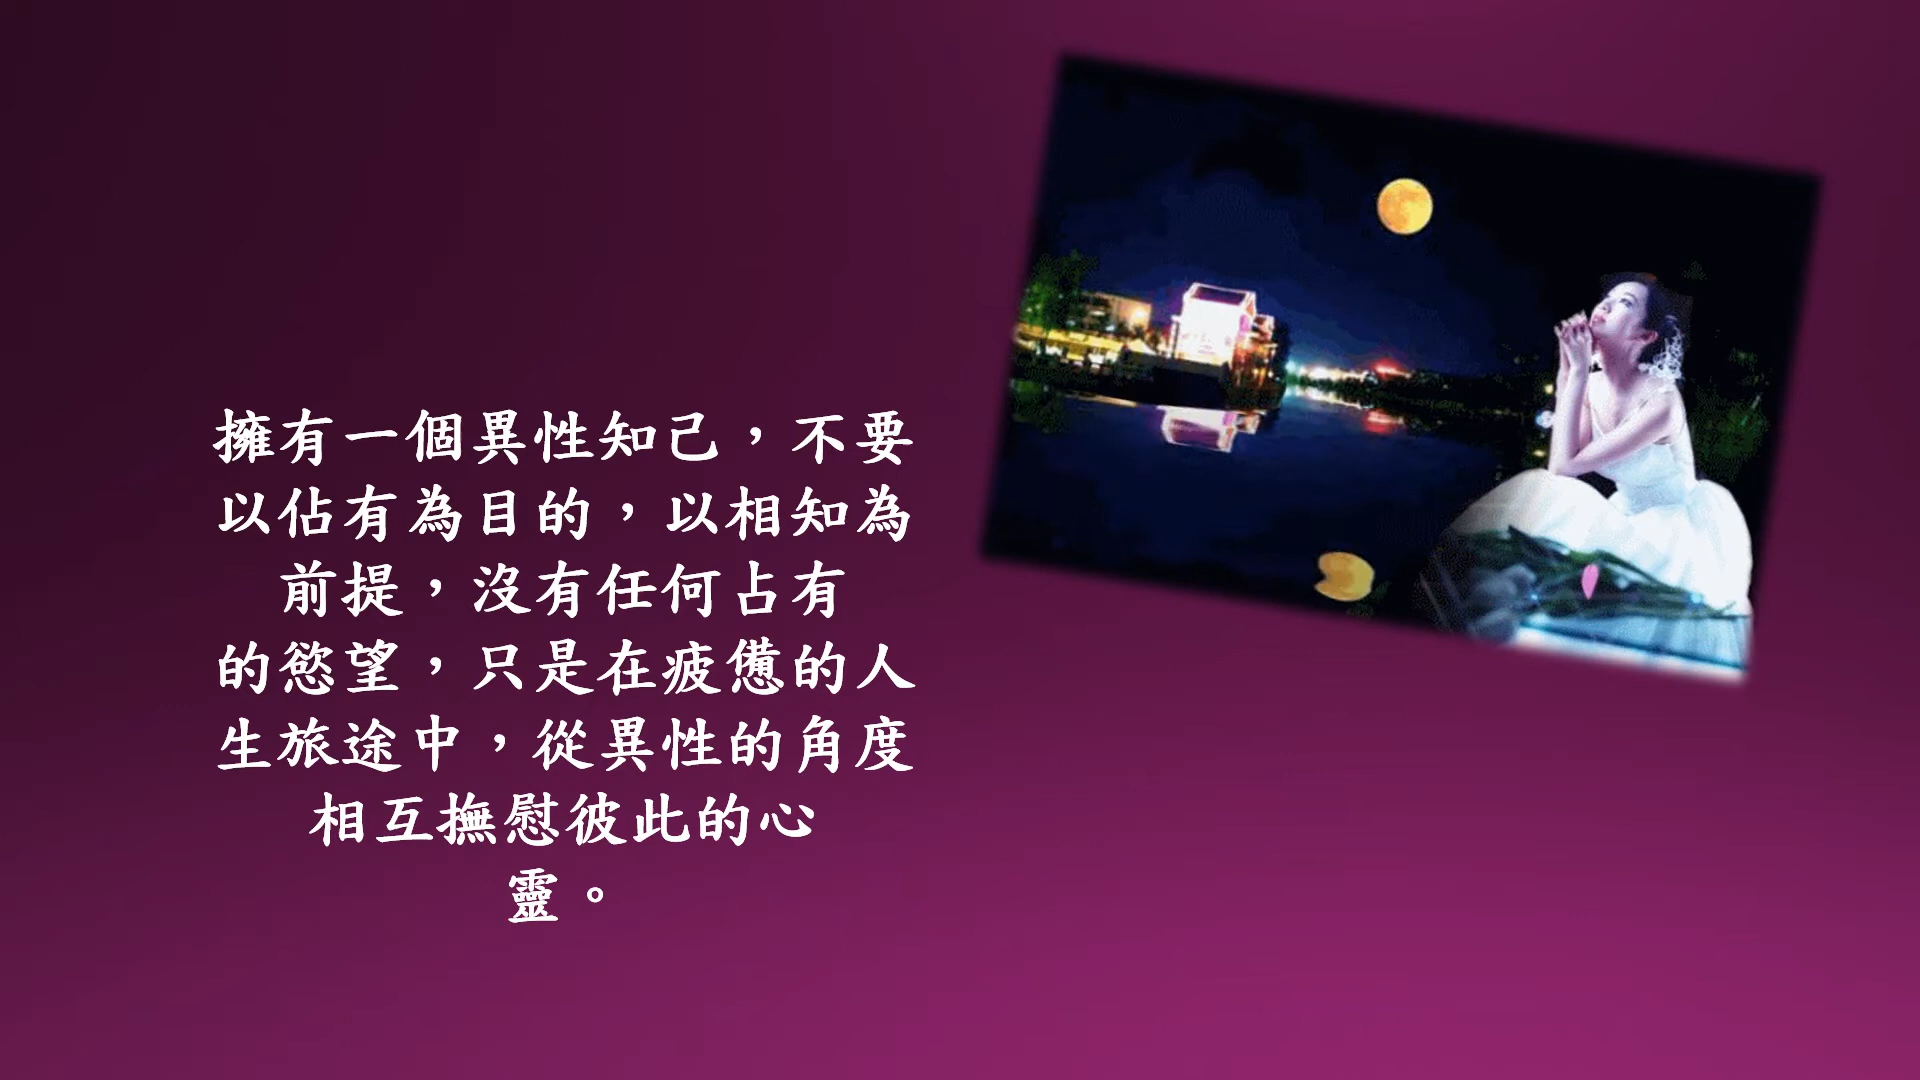 擁有一個異性知己，不要
以佔有為目的，以相知為
前提，沒有任何占有
的慾望，只是在疲憊的人
生旅途中，從異性的角度
相互撫慰彼此的心
靈。